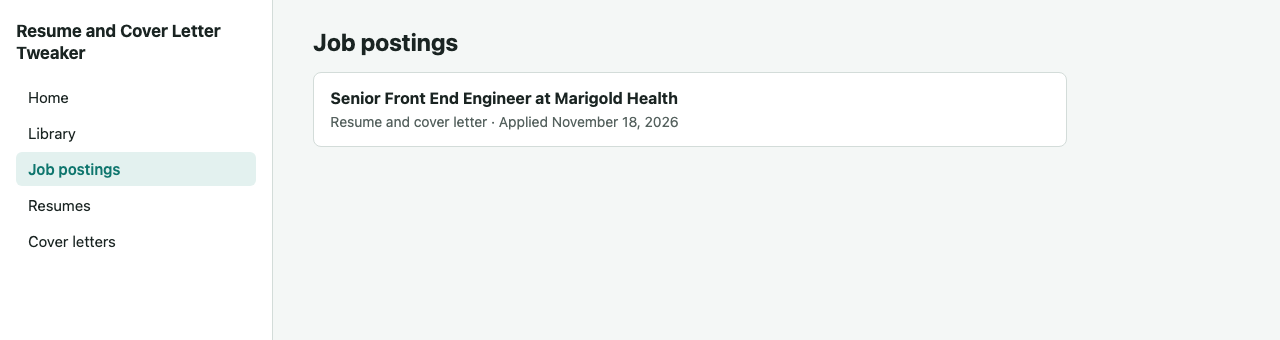 Resume and Cover Letter
Tweaker
Home
Library
Job postings
Resumes
Cover letters
Job postings
Senior Front End Engineer at Marigold Health
Resume and cover letter · Applied November 18, 2026